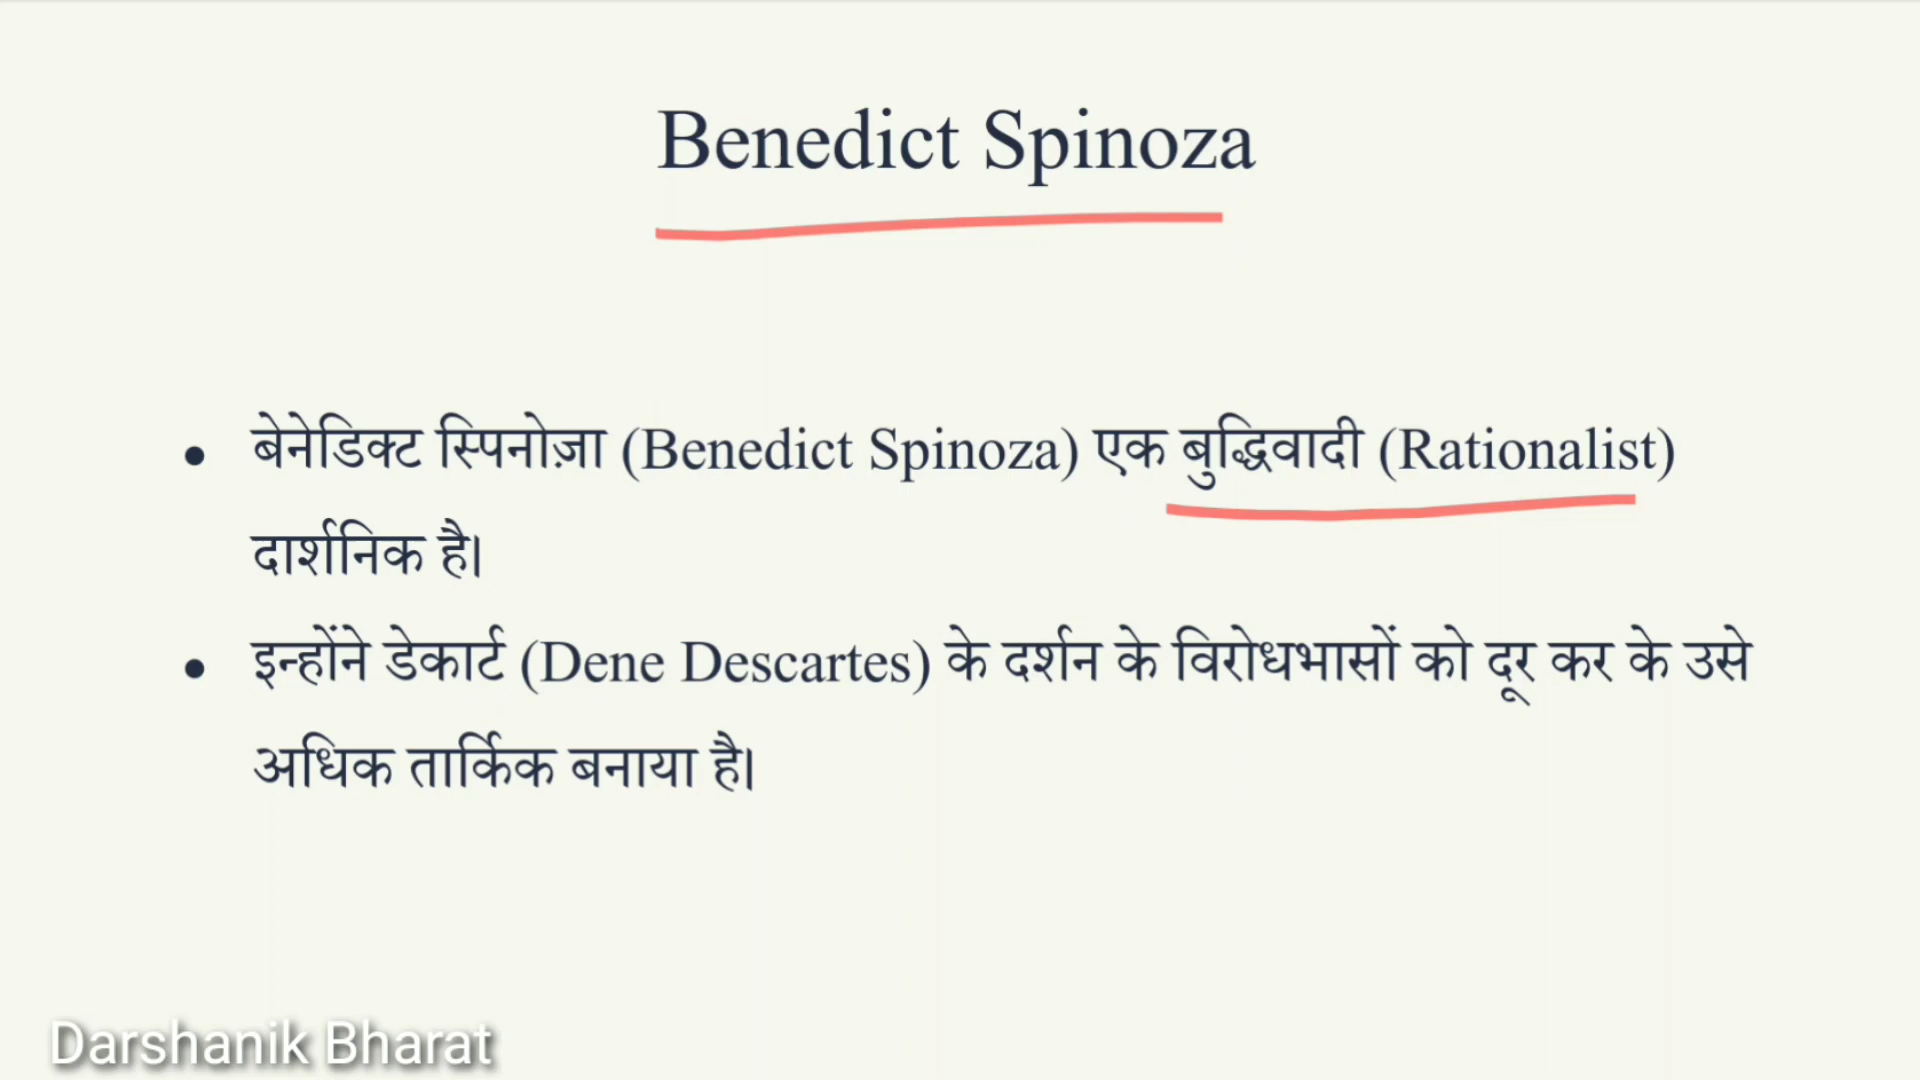 Benedict Spinoza
• बेनेडिक्ट स्पिनोज़ा (Benedict Spinoza) एक बुद्धिवादी (Rationalist)
दार्शनिक है।
• इन्होंने डेकार्ट (Dene Descartes) के दर्शन के विरोधभासों को दूर कर के उसे
अधिक तार्किक बनाया है।
Darshanik Bharat